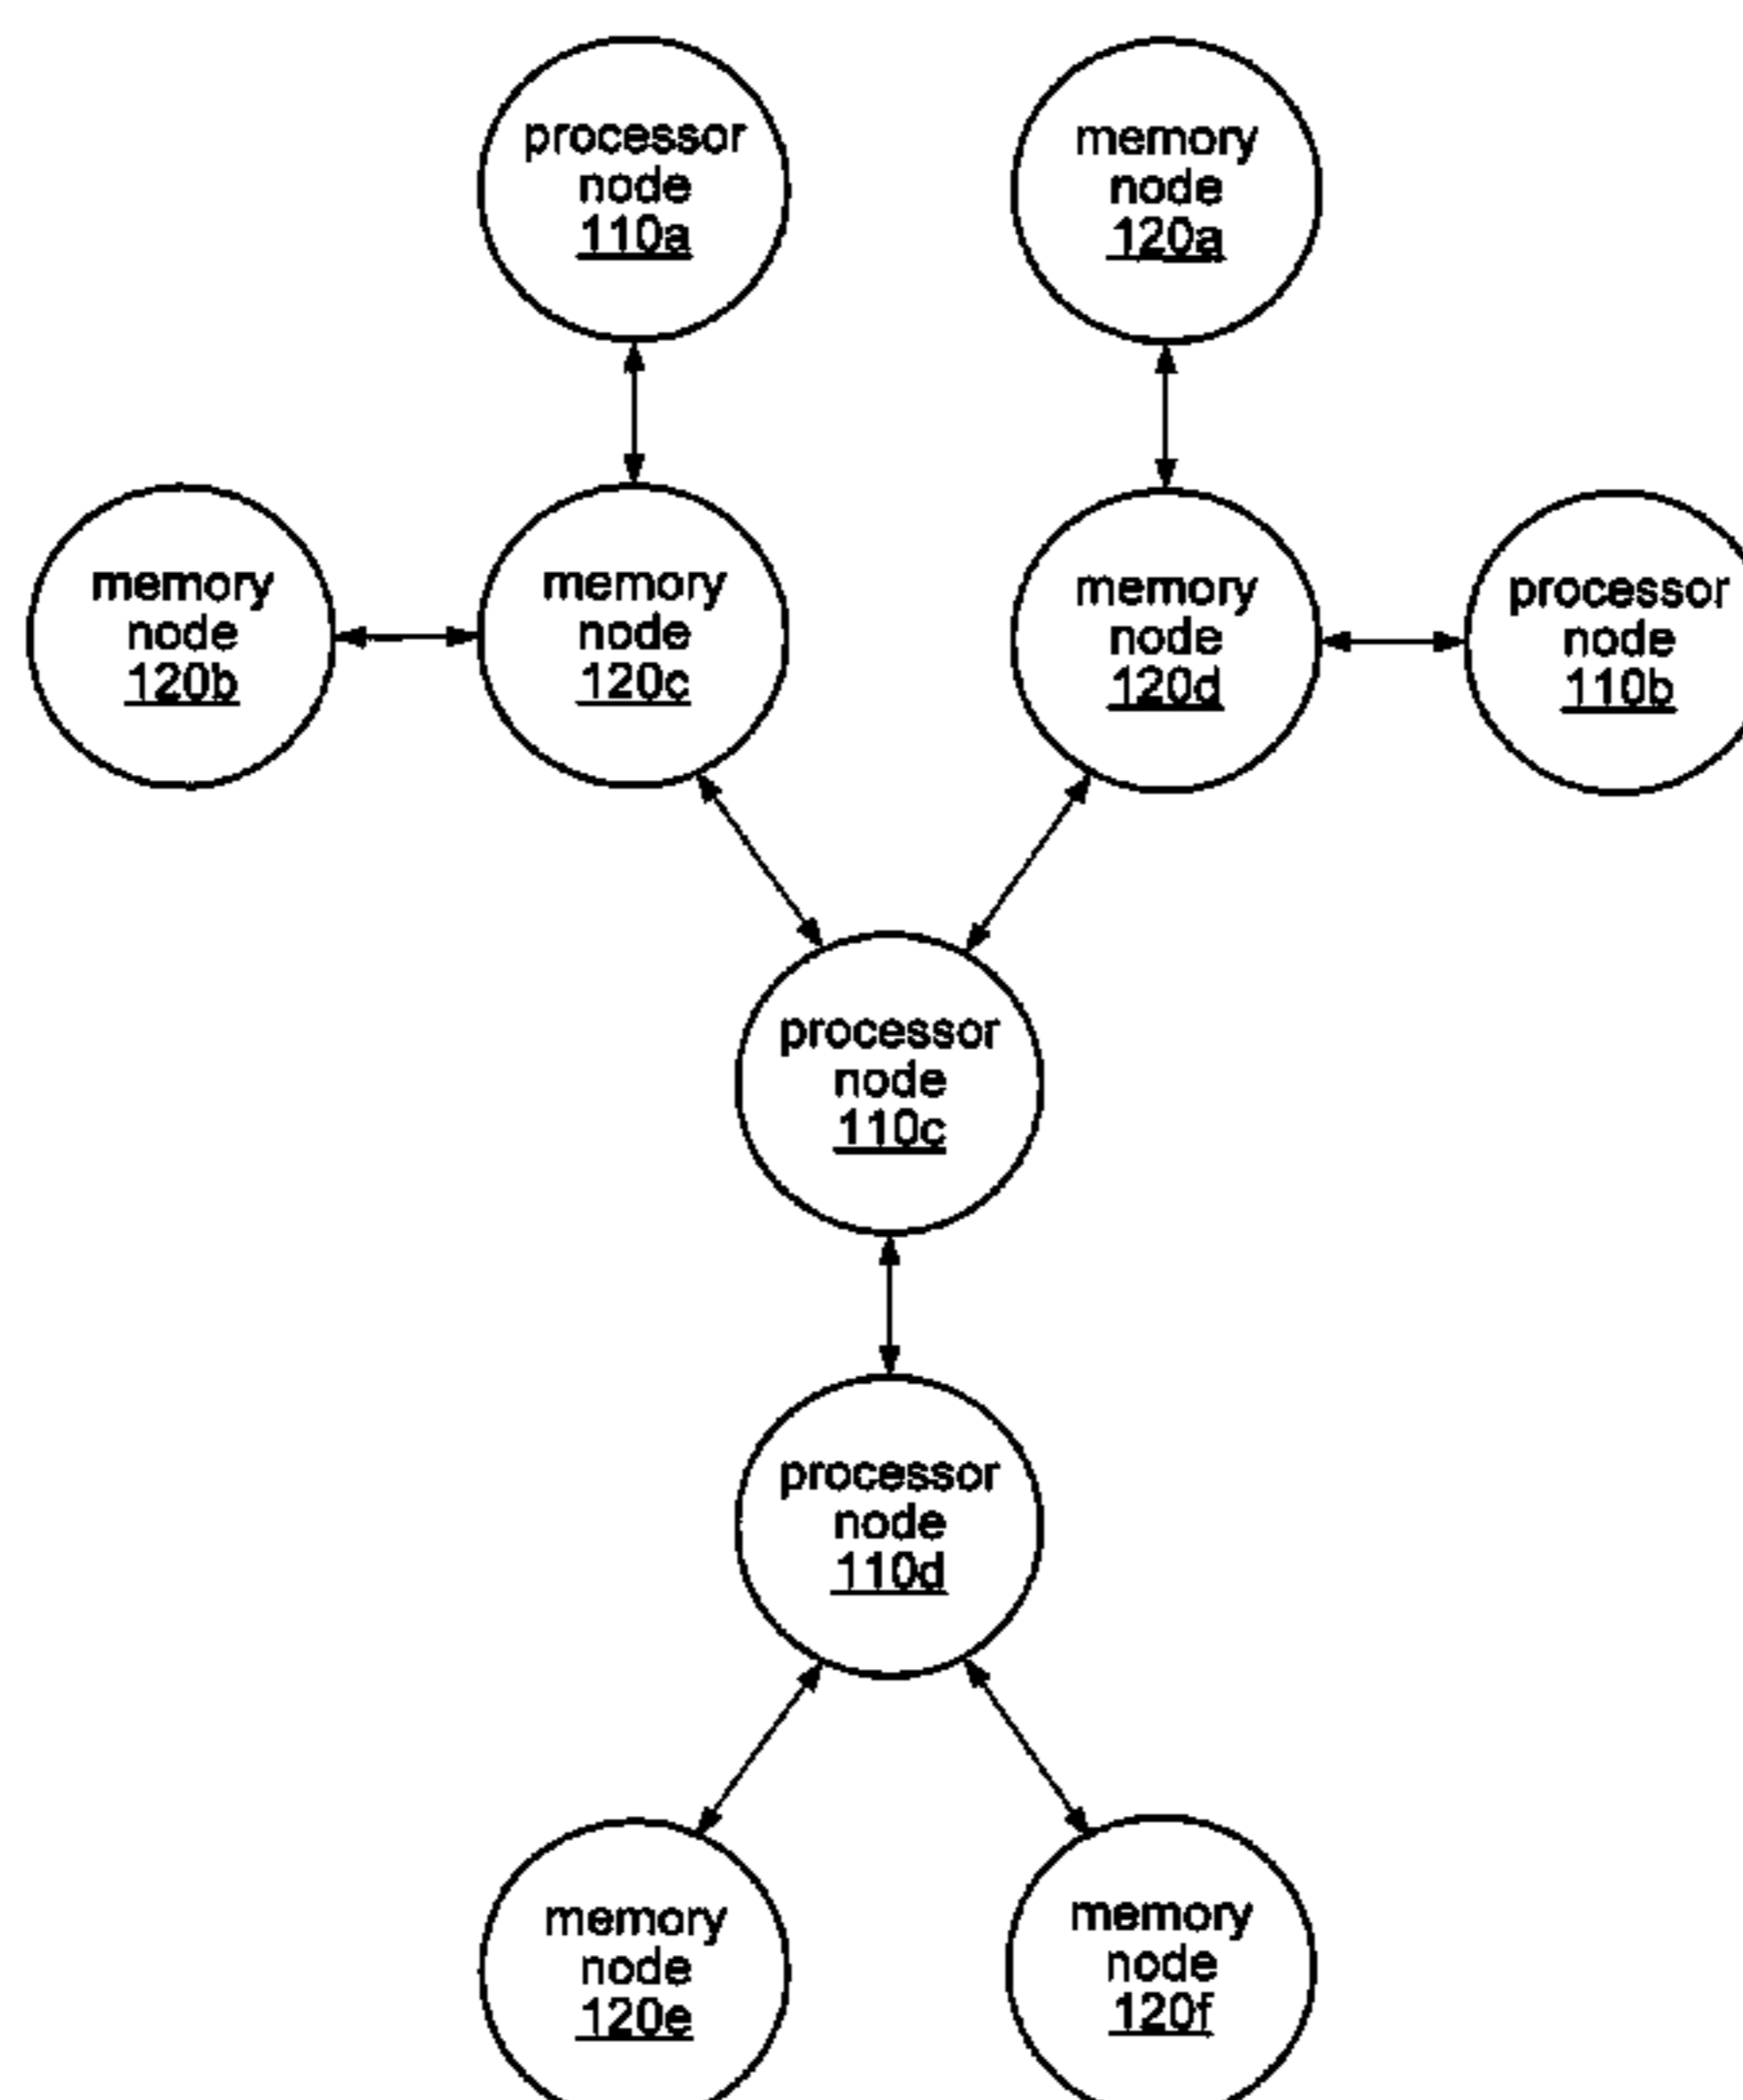 processor
node
110a
memory
node
120a
memory
node
120b
memory
node
120c
memory
node
120d
processor
node
110b
processor
node
110c
processor
node
110d
memory
node
120e
memory
node
120f